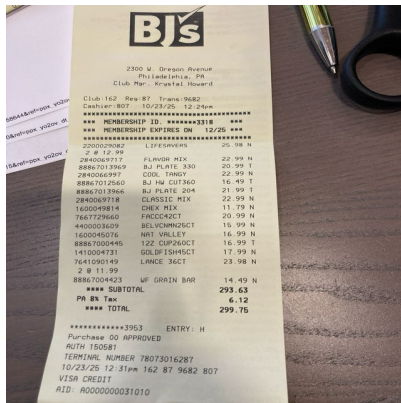 BJ's
2300 W. Oregon Avenue
Philadelphia, PA
Club Mgr. Krystal Howard
Club:162 Reg:87 Trans:9682
Cashier:807 10/23/25 12:24pm
*** MEMBERSHIP ID. *******3318 ***
*** MEMBERSHIP EXPIRES ON 12/25 ***
2200029082 LIFESAVERS 25.98 N
2 @ 12.99
2840069717 FLAVOR MIX 22.99 N
88867013969 BJ PLATE 330 20.99 T
2840066997 COOL TANGY 22.99 N
88867012560 BJ HW CUT360 16.49 T
88867013966 BJ PLATE 204 21.99 T
2840069718 CLASSIC MIX 22.99 N
1600049814 CHEX MIX 11.79 N
7667729660 FACCC42CT 20.99 N
4400003609 BELVCNMN25CT 15.99 N
1600045076 NAT VALLEY 16.99 N
88867000445 12Z CUP260CT 16.99 T
1410004731 GOLDFISH45CT 17.99 N
7641090149 LANCE 36CT 23.98 N
2 @ 11.99
88867004423 WF GRAIN BAR 14.49 N
**** SUBTOTAL 293.63
PA 8% Tax 6.12
**** TOTAL 299.75
************3953 ENTRY: H
Purchase 00 APPROVED
AUTH 150581
TERMINAL NUMBER 78073016287
10/23/25 12:31pm 162 87 9682 807
VISA CREDIT
AID: A0000000031010